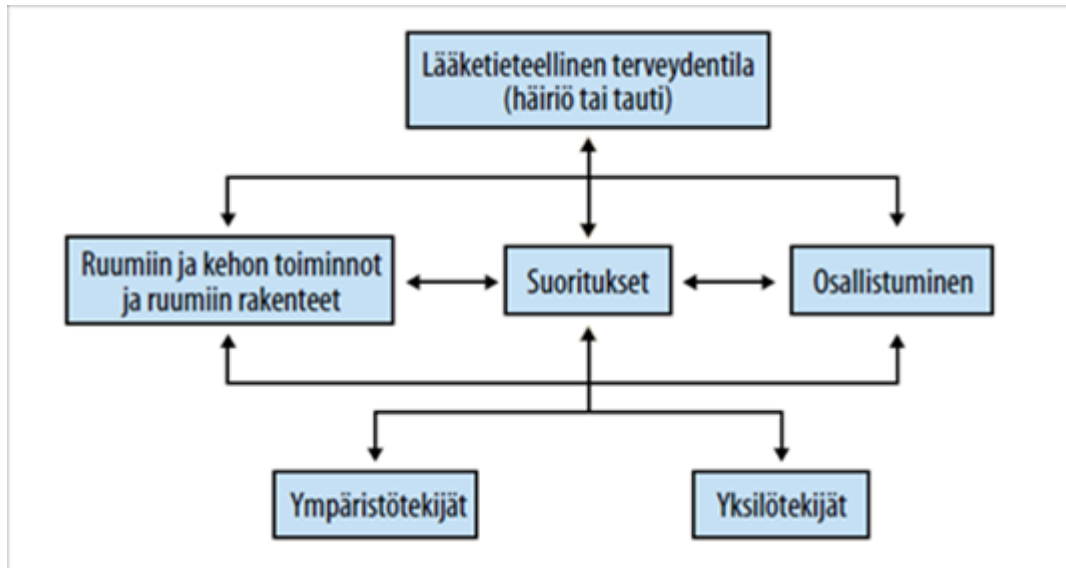 Lääketieteellinen terveydentila
(häiriö tai tauti)
Ruumiin ja kehon toiminnot
ja ruumiin rakenteet
Suoritukset
Osallistuminen
Ympäristötekijät
Yksilötekijät